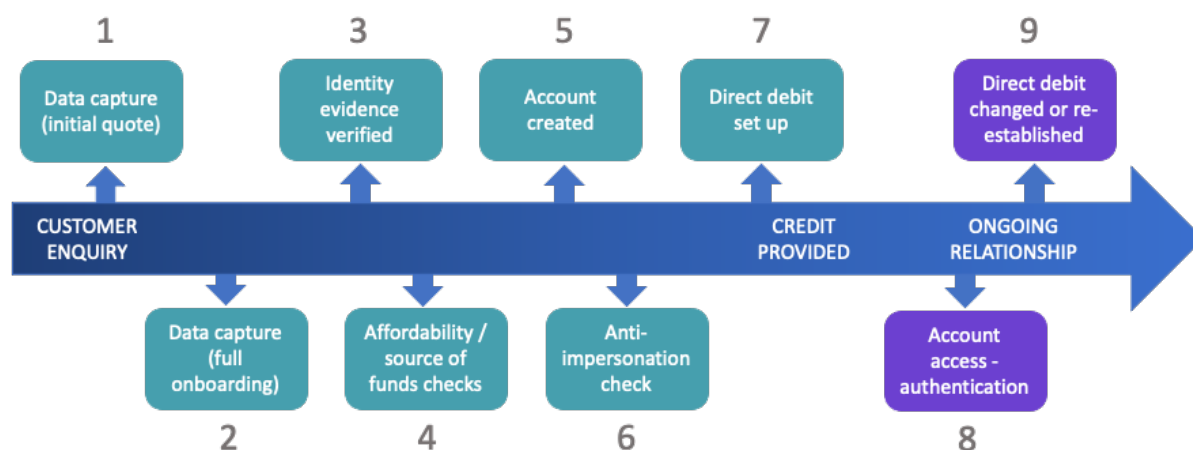 1
3
5
7
9
Data capture
(initial quote)
Identity
evidence
verified
Account
created
Direct debit
set up
Direct debit
changed or re-
established
CUSTOMER
ENQUIRY
CREDIT
PROVIDED
ONGOING
RELATIONSHIP
Data capture
(full
onboarding)
Affordability /
source of
funds checks
Anti-
impersonation
check
Account
access -
authentication
2
4
6
8